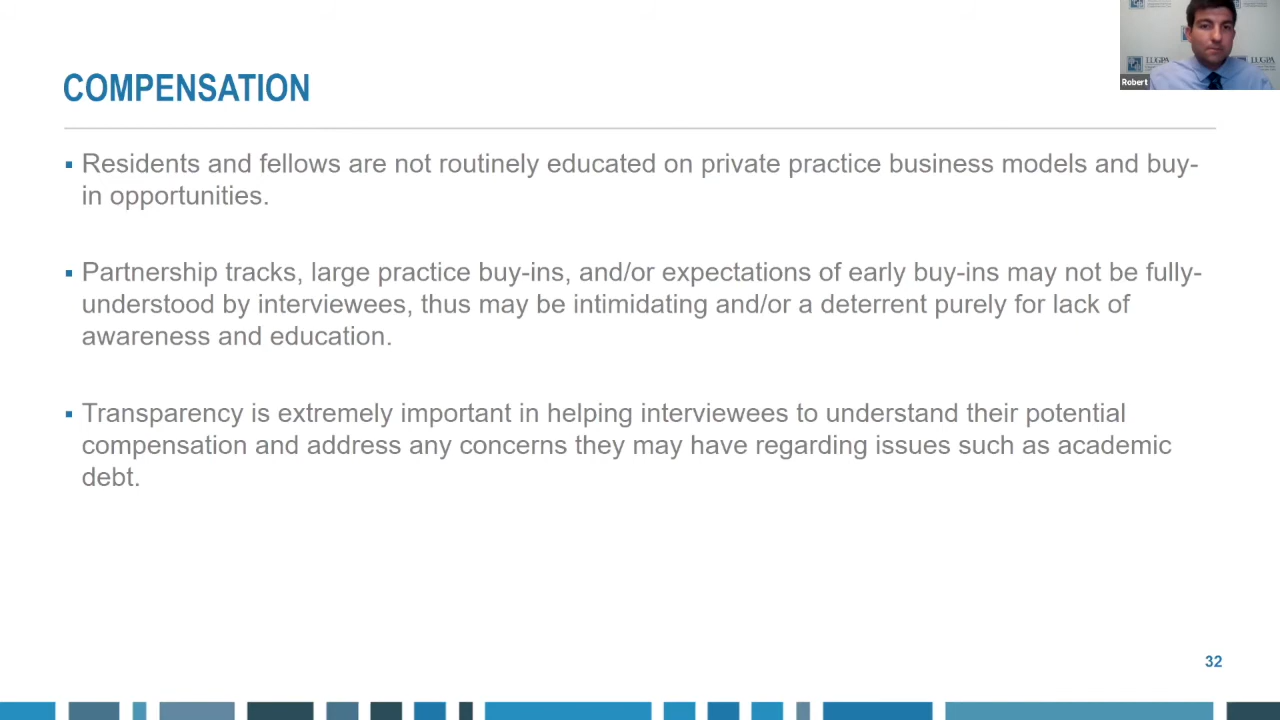 COMPENSATION
Robert
LUGPA
LUGPA
Residents and fellows are not routinely educated on private practice business models and buy-
in opportunities.
Partnership tracks, large practice buy-ins, and/or expectations of early buy-ins may not be fully-
understood by interviewees, thus may be intimidating and/or a deterrent purely for lack of
awareness and education.
Transparency is extremely important in helping interviewees to understand their potential
compensation and address any concerns they may have regarding issues such as academic
debt.
32